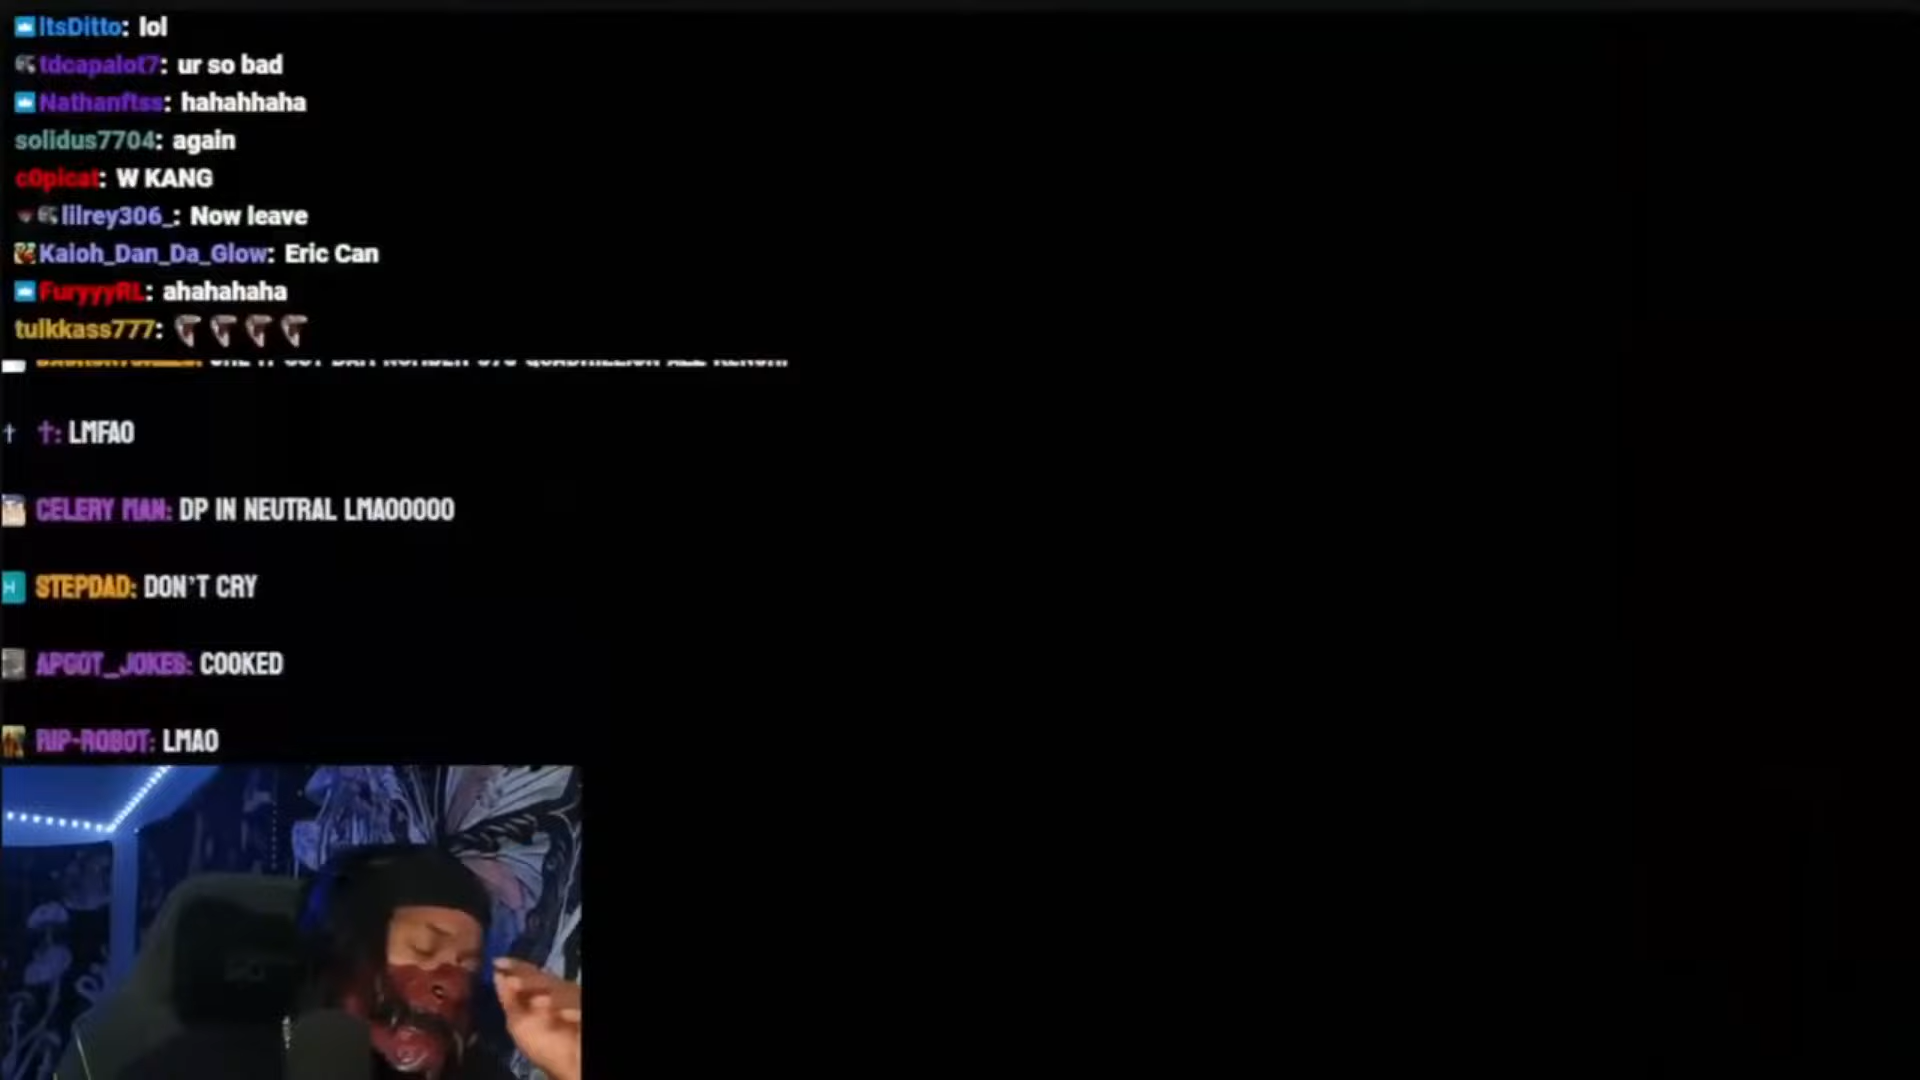 ItsDitto: lol
tdcapalot7: ur so bad
Nathanftss: hahahhaha
solidus7704: again
c0picat: W KANG
lilrey306_: Now leave
Kaioh_Dan_Da_Glow: Eric Can
FuryyyRL: ahahahaha
tulkkass777:
†: LMFAO
CELERY MAN: DP IN NEUTRAL LMAOOOOO
STEPDAD: DON'T CRY
APGOT_JOKES: COOKED
RIP-ROBOT: LMAO